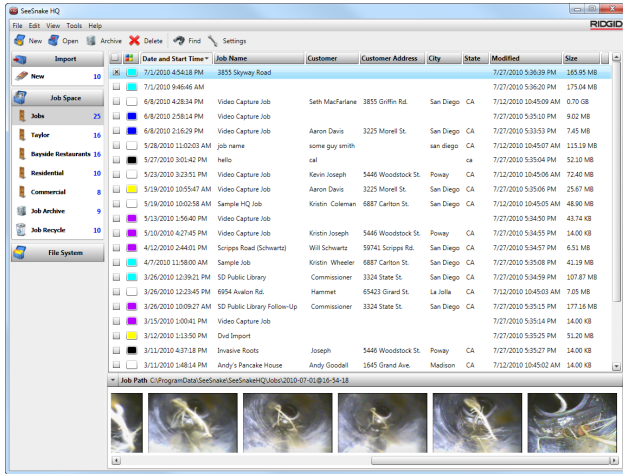 SeeSnake HQ
File Edit View Tools Help
RIDGID
New Open Archive Delete Find Settings
Import
New 10
Job Space
Jobs 25
Taylor 16
Bayside Restaurants 16
Residential 10
Commercial 8
Job Archive 9
Job Recycle 10
File System
Date and Start Time Job Name Customer Customer Address City State Modified Size
7/1/2010 4:54:18 PM 3855 Skyway Road 7/27/2010 5:36:39 PM 165.95 MB
7/1/2010 9:46:46 AM 7/27/2010 5:36:20 PM 175.04 MB
6/8/2010 4:28:34 PM Video Capture Job Seth MacFarlane 3855 Griffin Rd. San Diego CA 7/12/2010 10:45:09 AM 0.70 GB
6/8/2010 2:58:14 PM Video Capture Job 7/27/2010 5:35:10 PM 9.02 MB
6/8/2010 2:16:29 PM Video Capture Job Aaron Davis 3225 Morell St. San Diego CA 7/27/2010 5:33:53 PM 7.45 MB
5/28/2010 11:02:03 AM job name some guy smith san diego CA 7/12/2010 10:45:07 AM 115.19 MB
5/27/2010 3:01:42 PM hello cal ca 7/27/2010 5:35:04 PM 52.10 MB
5/23/2010 3:23:51 PM Video Capture Job Kevin Joseph 5446 Woodstock St. Poway CA 7/12/2010 10:45:06 AM 72.40 MB
5/19/2010 10:55:47 AM Video Capture Job Aaron Davis 3225 Morell St. San Diego CA 7/27/2010 5:35:06 PM 25.67 MB
5/19/2010 10:02:58 AM Sample HQ Job Kristin Coleman 6887 Carlton St. San Diego CA 7/12/2010 10:45:05 AM 48.90 MB
5/13/2010 1:56:40 PM Video Capture Job 7/27/2010 5:34:50 PM 43.74 KB
5/10/2010 4:27:45 PM Video Capture Job Kristin Joseph 5446 Woodstock St. Poway CA 7/27/2010 5:34:55 PM 14.00 KB
4/12/2010 2:44:01 PM Scripps Road (Schwartz) Will Schwartz 59741 Scripps Rd. San Diego CA 7/27/2010 5:34:57 PM 6.51 MB
4/7/2010 11:58:00 AM Sample Job Kristin Wheeler 6887 Carlton St. San Diego CA 7/27/2010 5:35:08 PM 41.19 MB
3/26/2010 12:39:21 PM SD Public Library Commissioner 3324 State St. San Diego CA 7/27/2010 5:34:59 PM 107.87 MB
3/26/2010 12:23:45 PM 6954 Avalon Rd. Hammet 65423 Girard St. La Jolla CA 7/12/2010 10:45:03 AM 7.05 MB
3/26/2010 10:09:27 AM SD Public Library Follow-Up Commissioner 3324 State St. San Diego CA 7/27/2010 5:35:15 PM 177.16 MB
3/15/2010 1:00:41 PM Video Capture Job 7/27/2010 5:35:14 PM 14.00 KB
3/12/2010 1:13:50 PM Dvd Import 7/27/2010 5:35:25 PM 51.20 MB
3/11/2010 4:37:18 PM Invasive Roots Joseph 5446 Woodstock St. Poway CA 7/27/2010 5:35:27 PM 14.00 KB
3/11/2010 1:48:14 PM Andy's Pancake House Andy Goodall 1645 Grand Ave. Madison CA 7/12/2010 10:45:02 AM 14.00 KB
Job Path C:\ProgramData\SeeSnake\SeeSnakeHQ\Jobs\2010-07-01@16-54-18